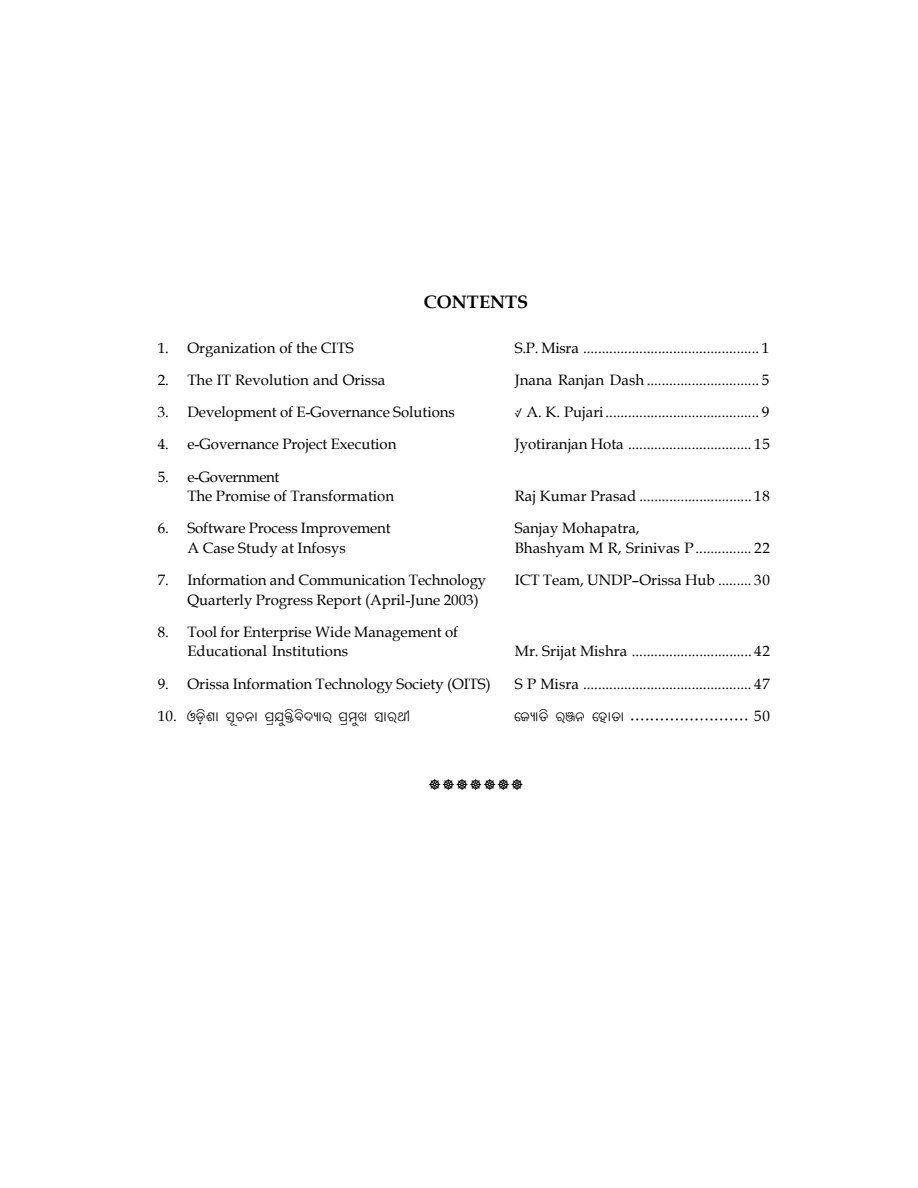 CONTENTS
1. Organization of the CITS S.P. Misra ............................................... 1
2. The IT Revolution and Orissa Jnana Ranjan Dash .............................. 5
3. Development of E-Governance Solutions √ A. K. Pujari ......................................... 9
4. e-Governance Project Execution Jyotiranjan Hota ................................. 15
5. e-Government
The Promise of Transformation Raj Kumar Prasad .............................. 18
6. Software Process Improvement Sanjay Mohapatra,
A Case Study at Infosys Bhashyam M R, Srinivas P ............... 22
7. Information and Communication Technology ICT Team, UNDP–Orissa Hub ......... 30
Quarterly Progress Report (April-June 2003)
8. Tool for Enterprise Wide Management of
Educational Institutions Mr. Srijat Mishra ................................ 42
9. Orissa Information Technology Society (OITS) S P Misra ............................................. 47
10. ଓଡ଼ିଶା ସୂଚନା ପ୍ରଯୁକ୍ତିବିଦ୍ୟାର ପ୍ରମୁଖ ସାରଥୀ ଜ୍ୟୋତି ରଞ୍ଜନ ହୋତା ........................ 50